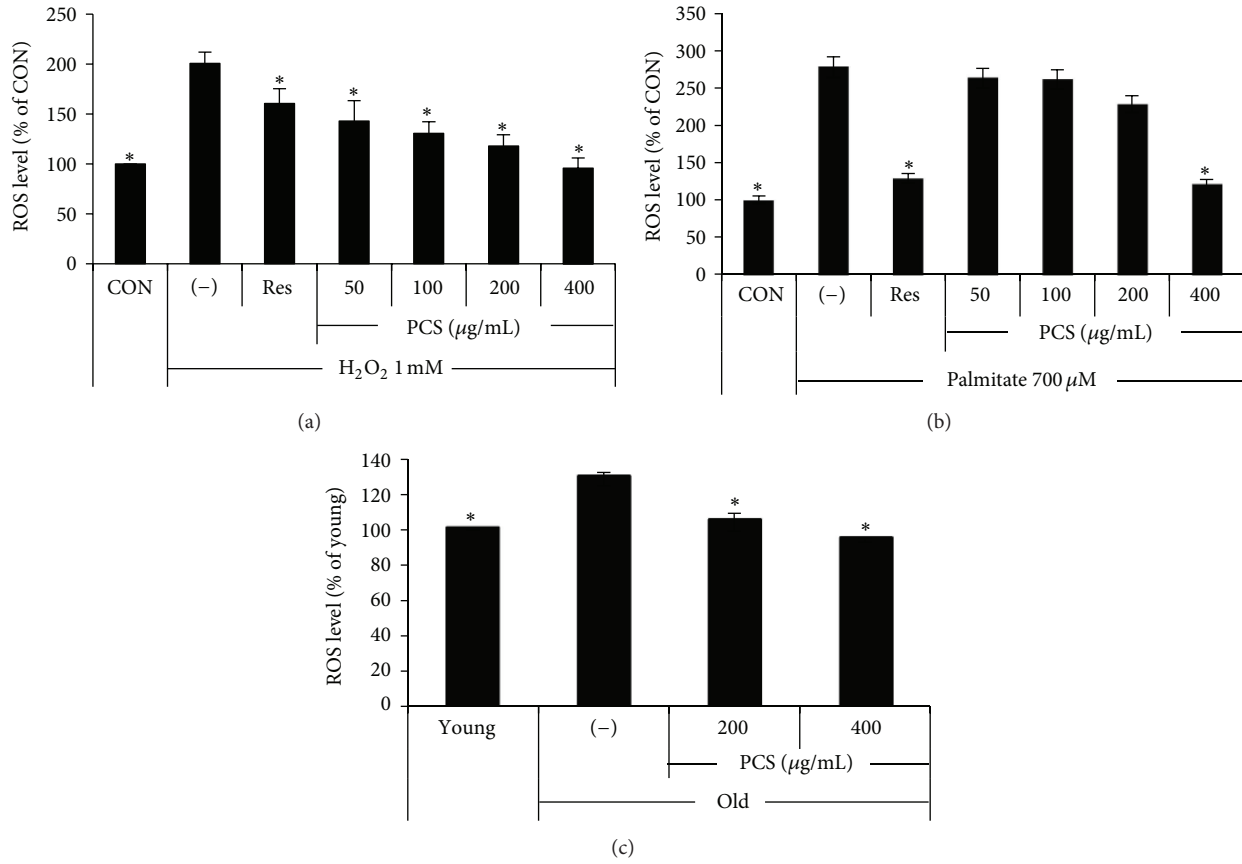 250
200
150
100
50
0
ROS level (% of CON)
*
*
*
*
*
*
CON
(−)
Res
50
100
200
400
PCS (μg/mL)
H₂O₂ 1 mM
(a)
350
300
250
200
150
100
50
0
ROS level (% of CON)
*
*
*
CON
(−)
Res
50
100
200
400
PCS (μg/mL)
Palmitate 700 μM
(b)
140
120
100
80
60
40
20
0
ROS level (% of young)
*
*
*
Young
(−)
200
400
PCS (μg/mL)
Old
(c)